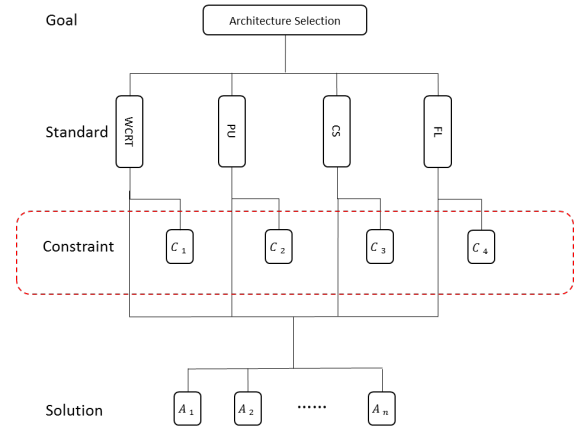 Goal
Architecture Selection
Standard
WCRT
PU
CS
FL
Constraint
C 1
C 2
C 3
C 4
Solution
A 1
A 2
......
A n